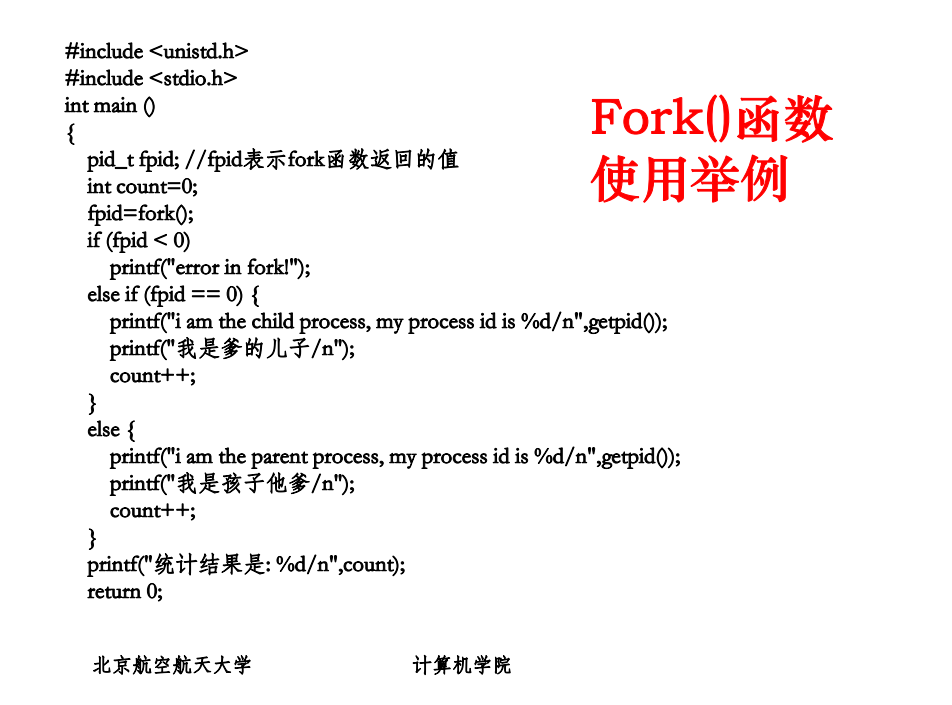 #include <unistd.h>
#include <stdio.h>
int main ()
{
pid_t fpid; //fpid表示fork函数返回的值
int count=0;
fpid=fork();
if (fpid < 0)
printf("error in fork!");
else if (fpid == 0) {
printf("i am the child process, my process id is %d/n",getpid());
printf("我是爹的儿子/n");
count++;
}
else {
printf("i am the parent process, my process id is %d/n",getpid());
printf("我是孩子他爹/n");
count++;
}
printf("统计结果是: %d/n",count);
return 0;
Fork()函数
使用举例
北京航空航天大学
计算机学院